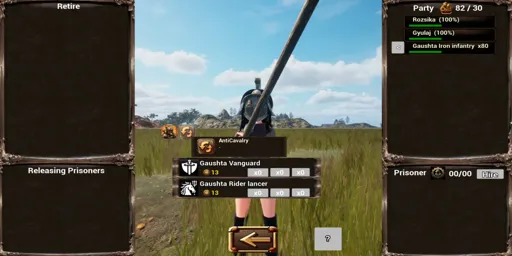 Retire
Releasing Prisoners
AntiCavalry
Gaushta Vanguard
13
x0 x0 x0
Gaushta Rider lancer
13
x0 x0 x0
?
Party 82 / 30
Rozsika (100%)
Gyulaj (100%)
Gaushta Iron infantry x80
Prisoner 00/00 Hire